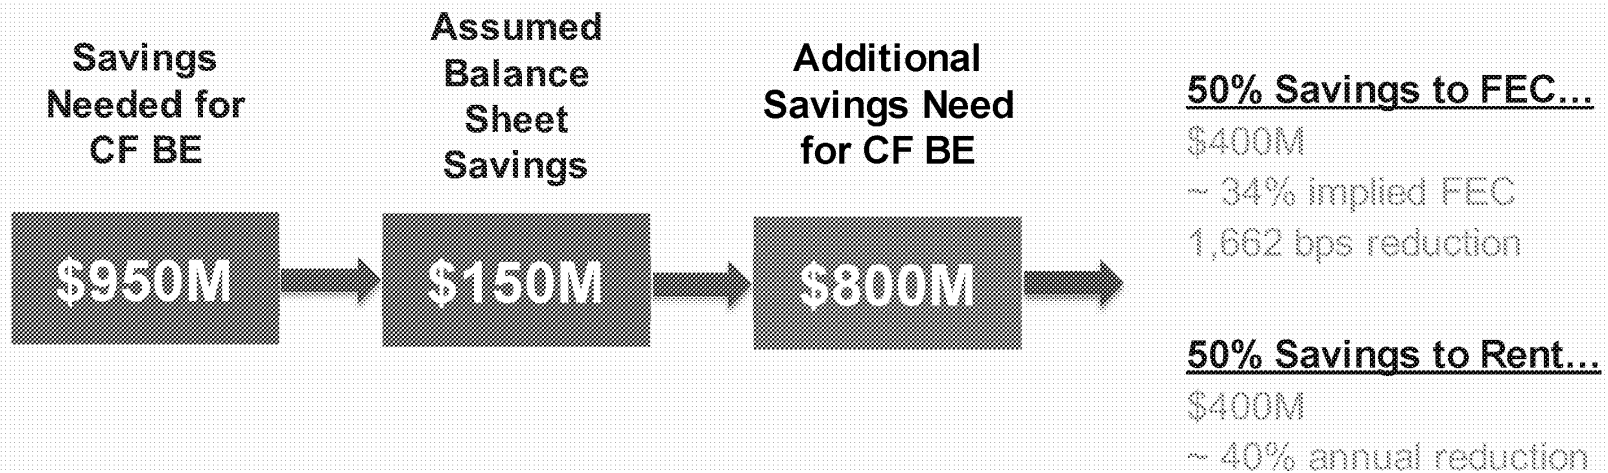 Savings
Needed for
CF BE
$950M
Assumed
Balance
Sheet
Savings
$150M
Additional
Savings Need
for CF BE
$800M
50% Savings to FEC...
$400M
~ 34% implied FEC
1,662 bps reduction
50% Savings to Rent...
$400M
~ 40% annual reduction